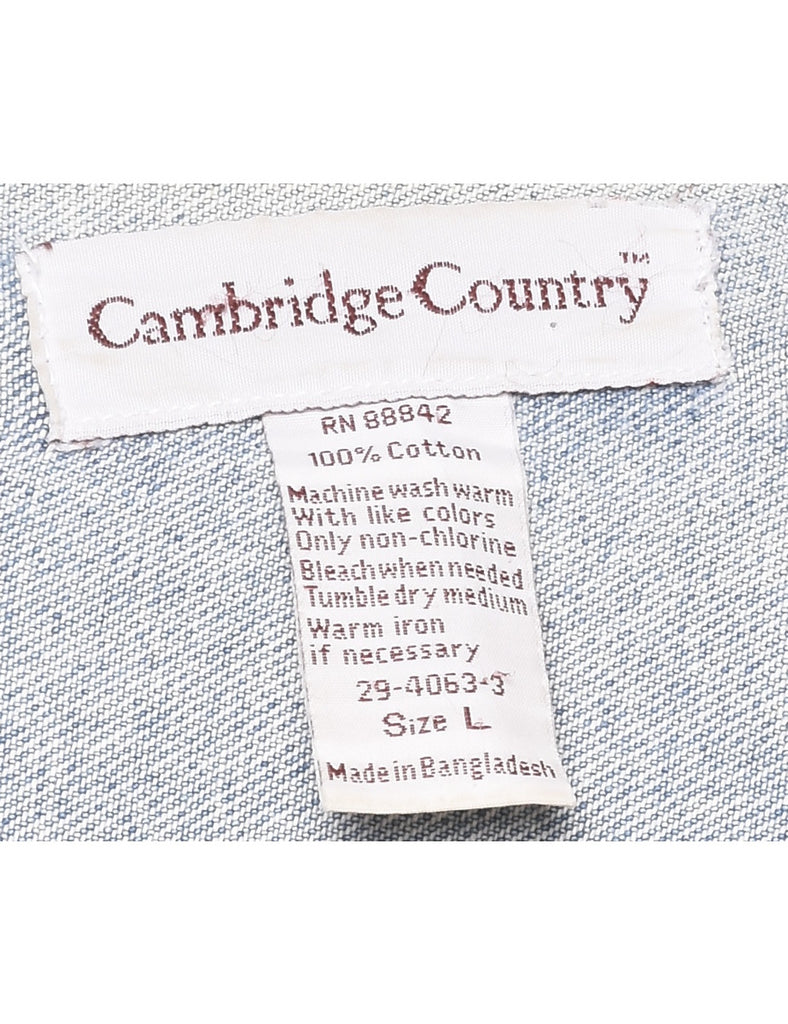 Cambridge Country™
RN 88842
100% Cotton
Machine wash warm
With like colors
Only non-chlorine
Bleach when needed
Tumble dry medium
Warm iron
if necessary
29-4063-3
Size L
Made in Bangladesh